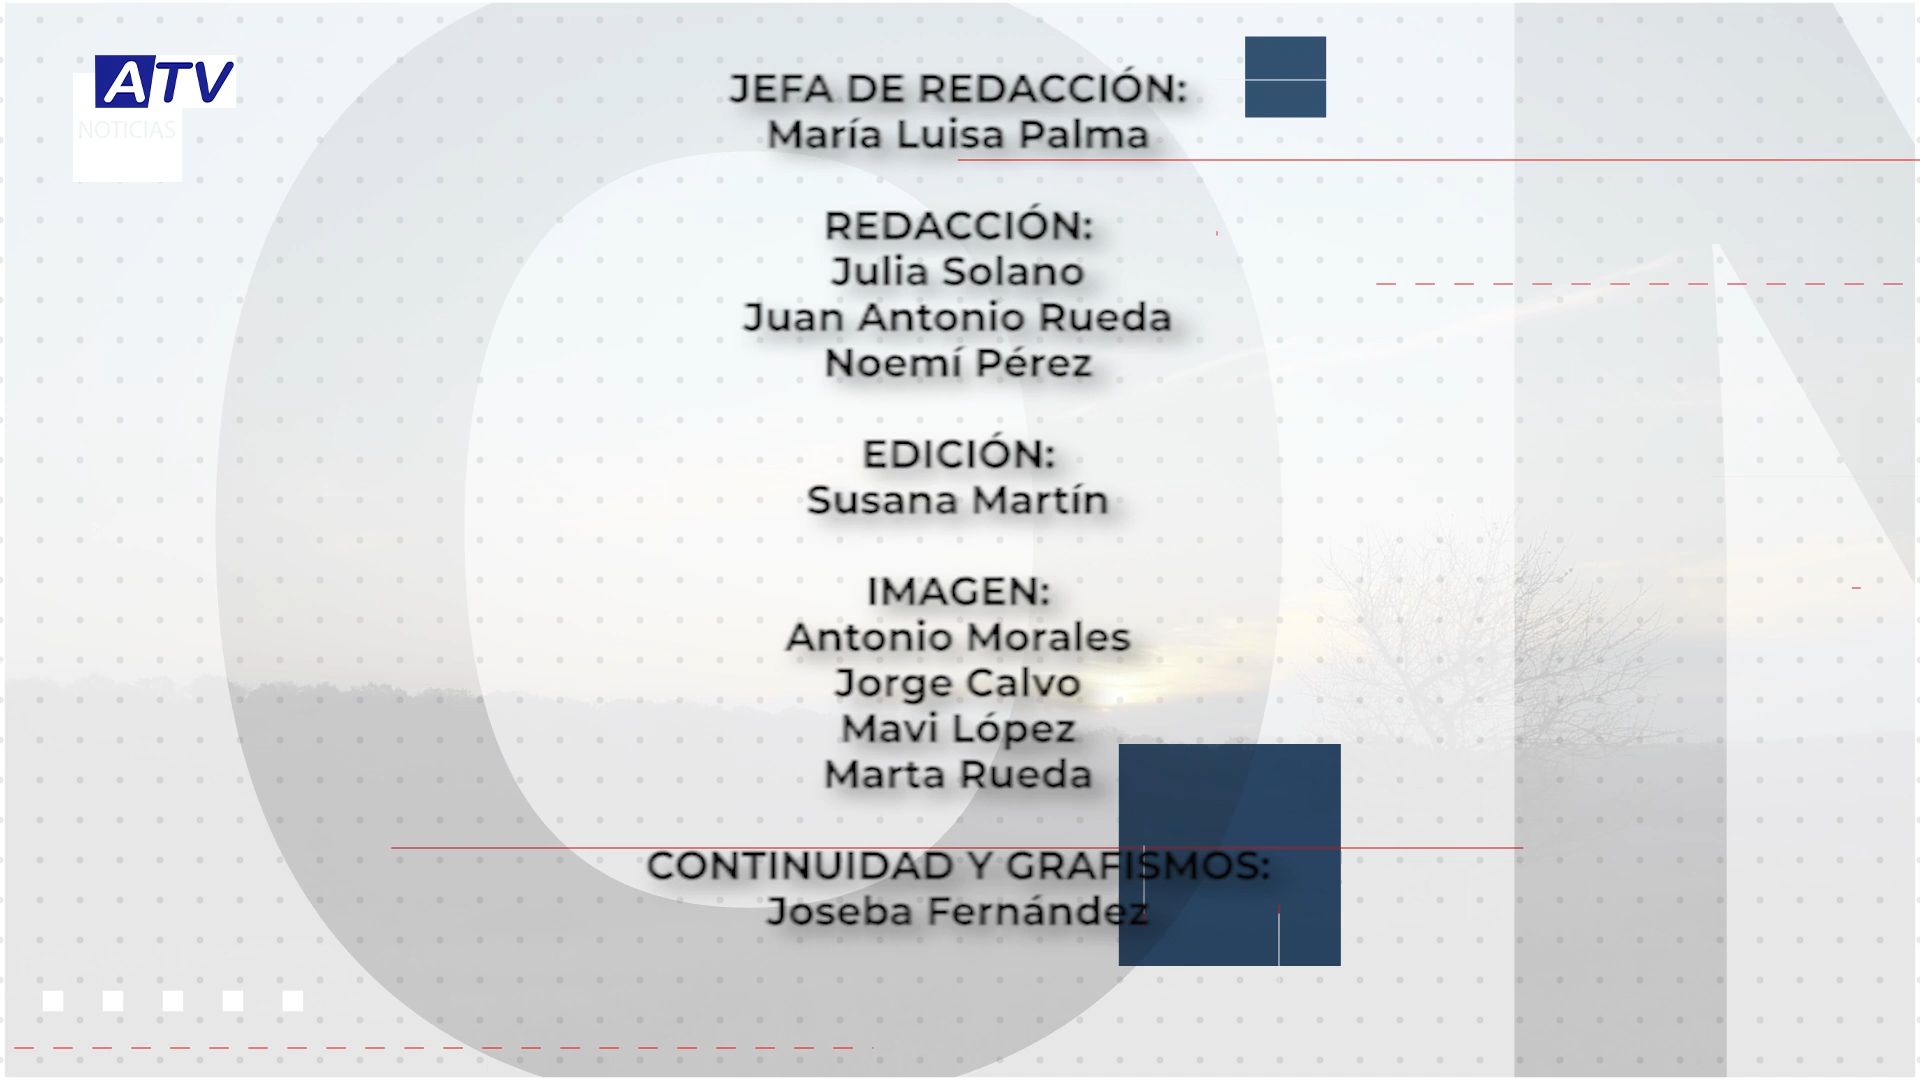 ATV
NOTICIAS
JEFA DE REDACCIÓN:
María Luisa Palma
REDACCIÓN:
Julia Solano
Juan Antonio Rueda
Noemí Pérez
EDICIÓN:
Susana Martín
IMAGEN:
Antonio Morales
Jorge Calvo
Mavi López
Marta Rueda
CONTINUIDAD Y GRAFISMOS:
Joseba Fernández